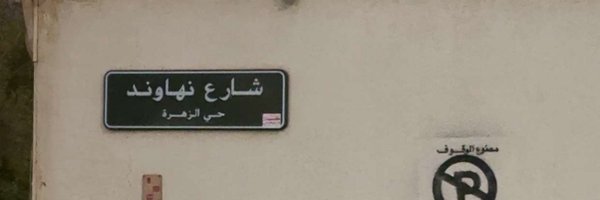 شارع نهاوند
حي الزهرة
ممنوع الوقوف
P